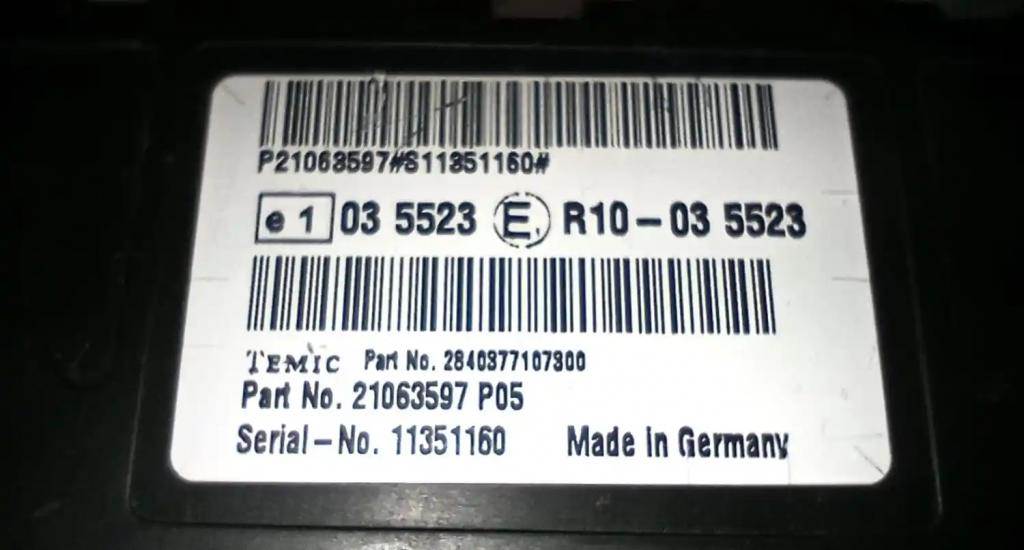 P21063597#S11351160#
e 1 03 5523 E1 R10-03 5523
TEMIC Part No. 2840377107300
Part No. 21063597 P05
Serial-No. 11351160 Made in Germany